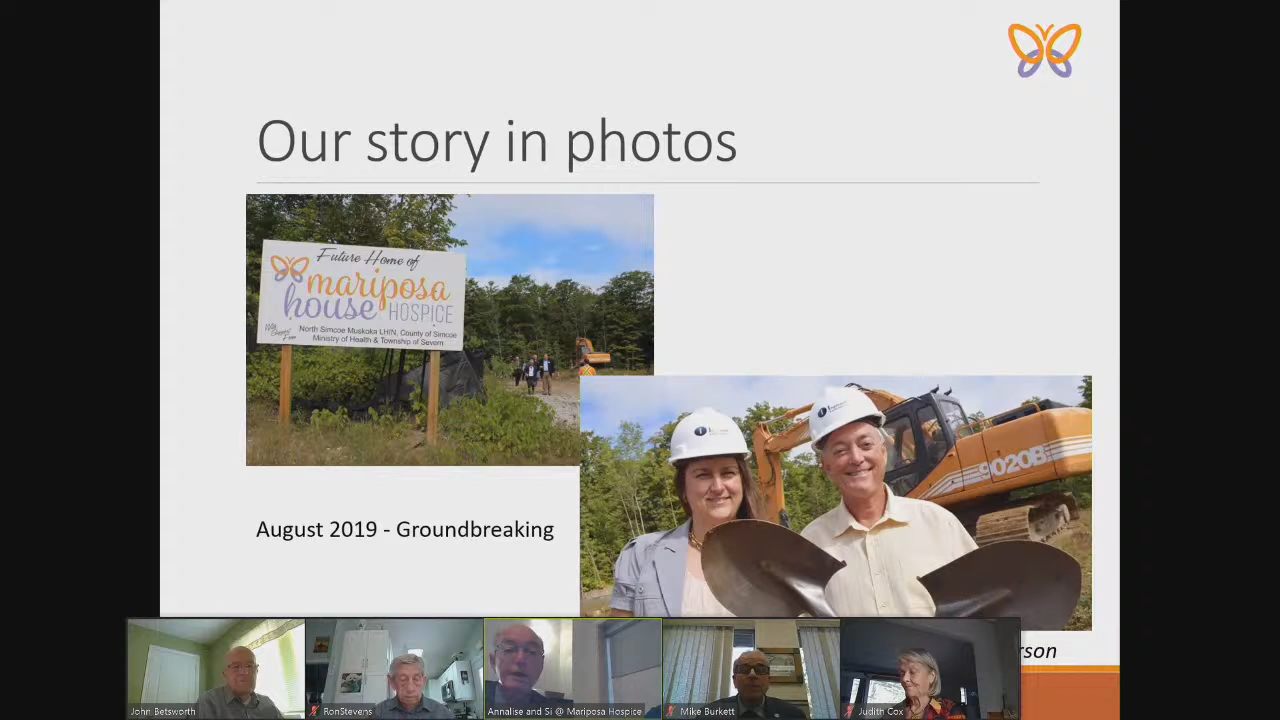 Our story in photos
Future Home of
mariposa
house HOSPICE
North Simcoe Muskoka LHIN, County of Simcoe
Ministry of Health & Township of Severn
9020B
August 2019 - Groundbreaking
rson
John Betsworth
RonStevens
Annalise and Si @ Mariposa Hospice
Mike Burkett
Judith Cox